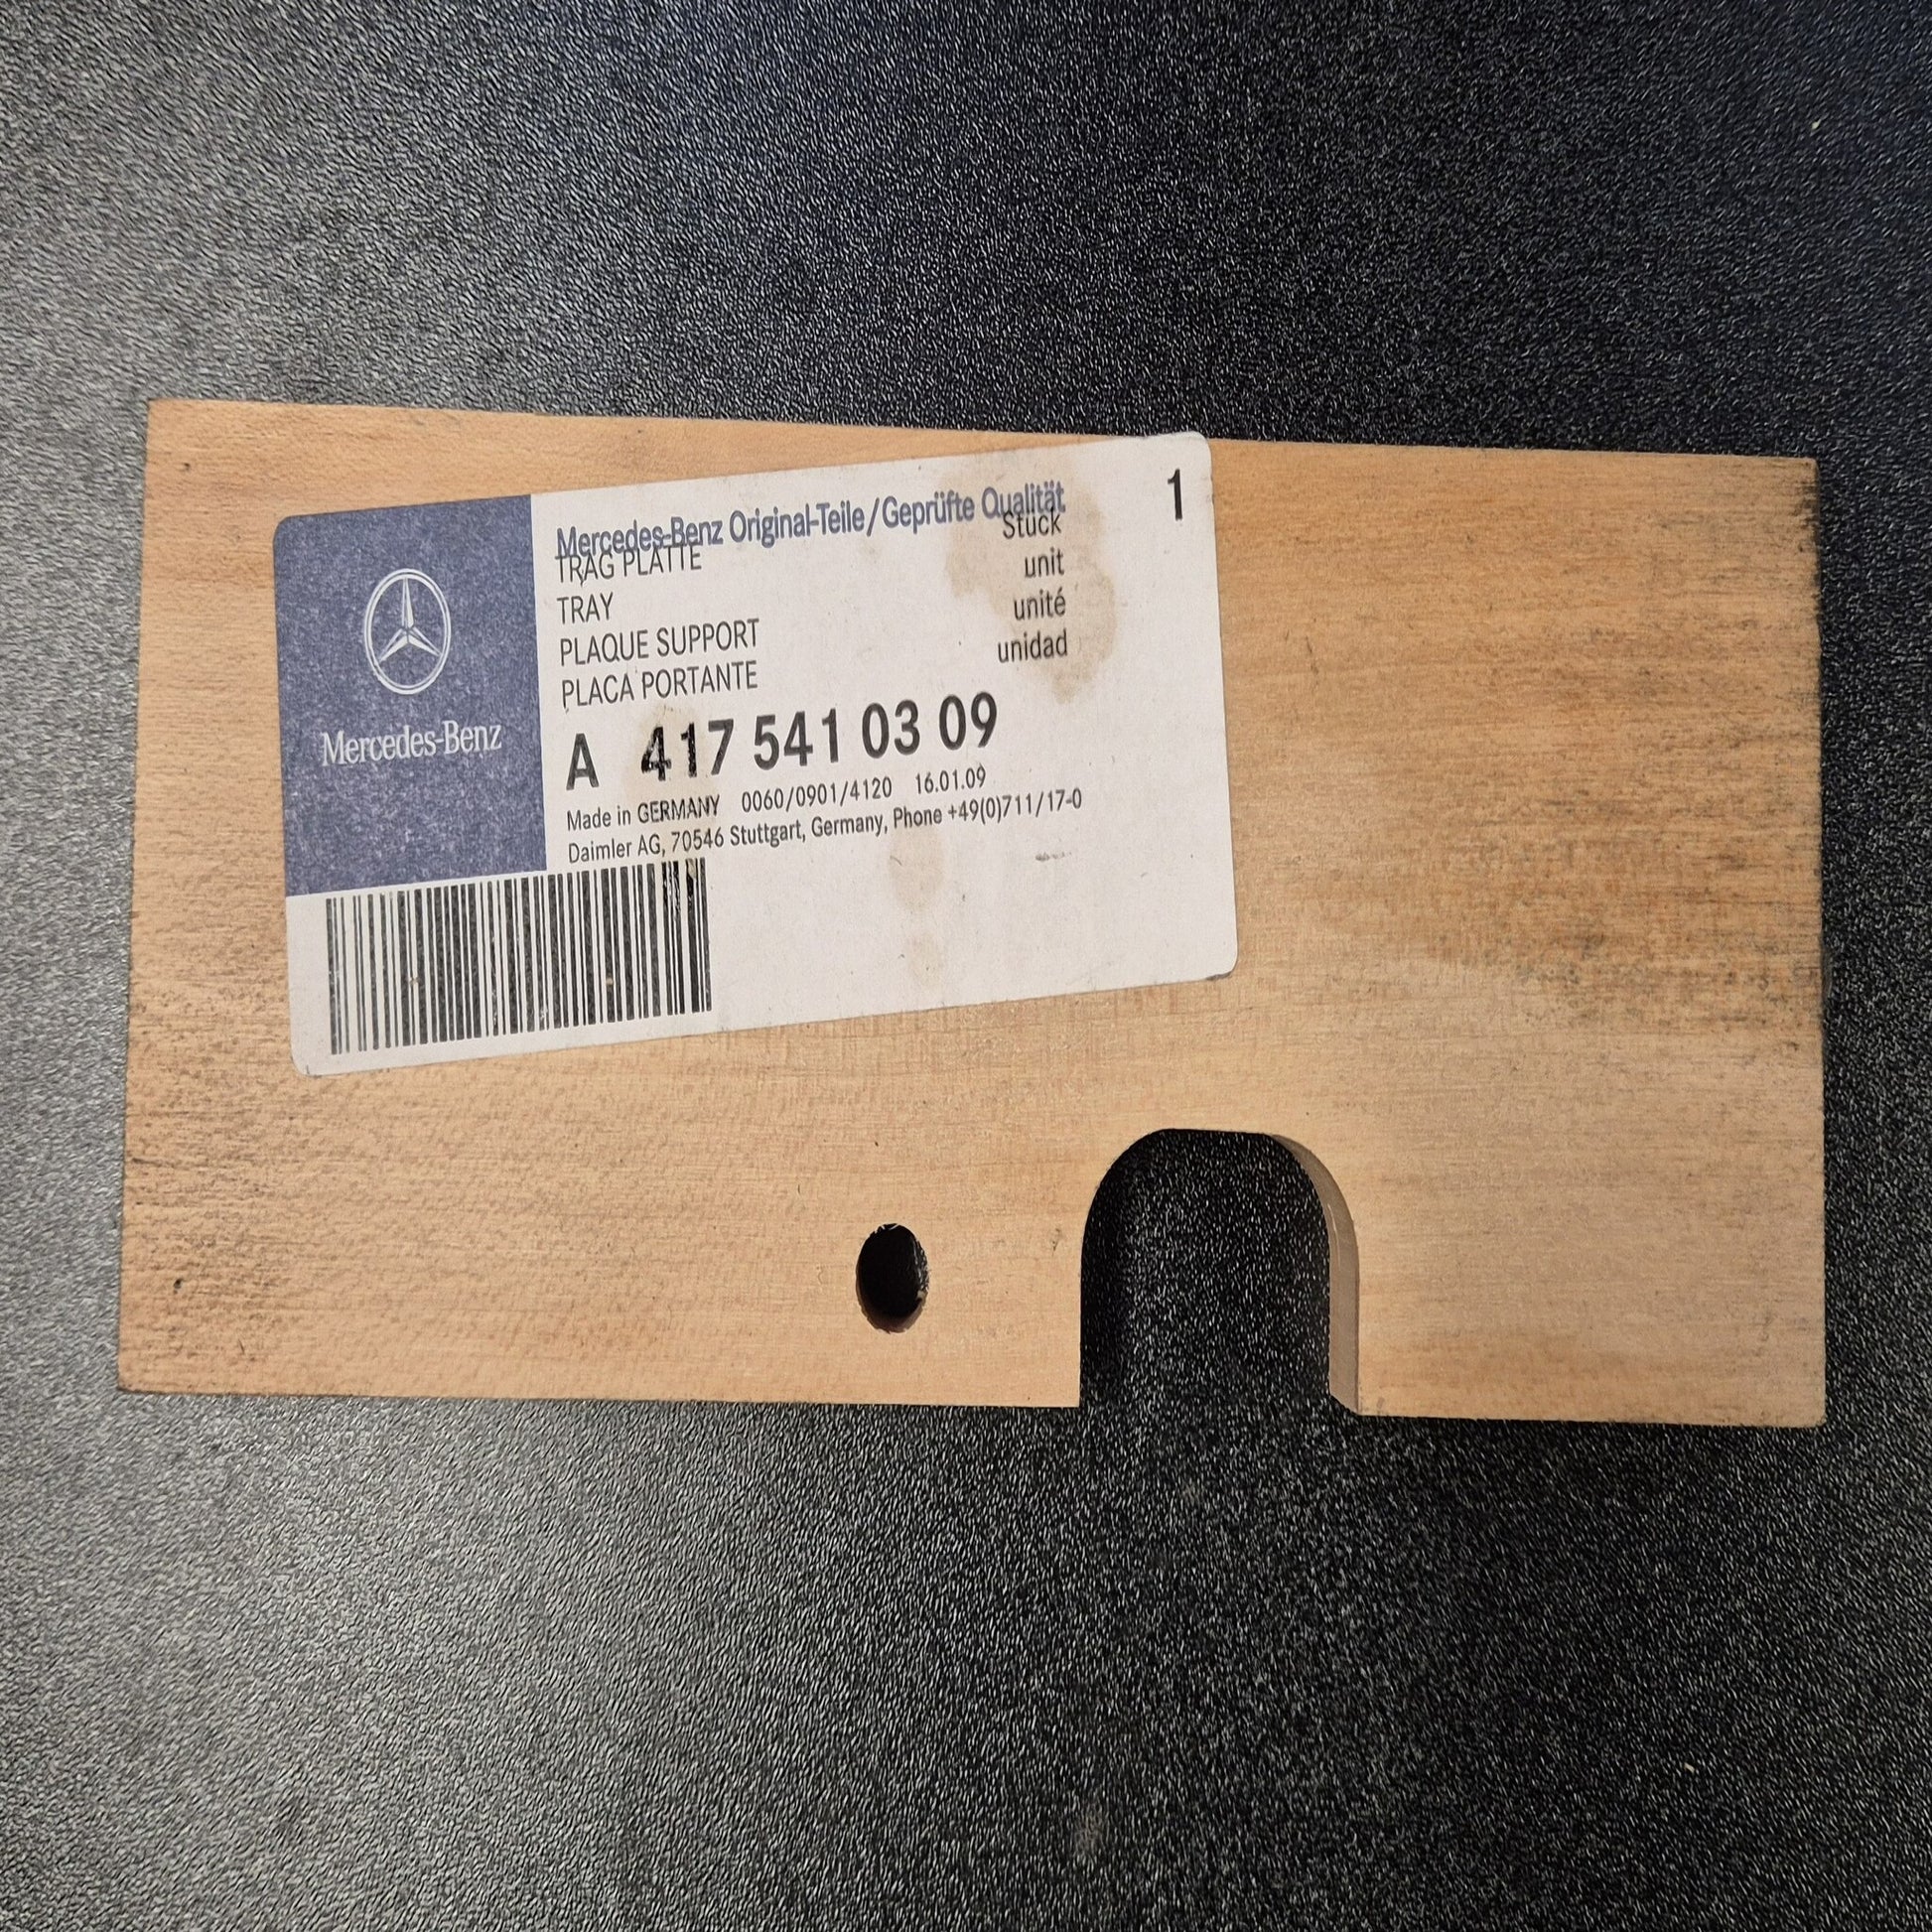 Mercedes-Benz Original-Teile/Geprüfte Qualität
1
TRAG PLATTE Stück
TRAY unit
PLAQUE SUPPORT unité
PLACA PORTANTE unidad
Mercedes-Benz
A 417 541 03 09
Made in GERMANY 0060/0901/4120 16.01.09
Daimler AG, 70546 Stuttgart, Germany, Phone +49(0)711/17-0